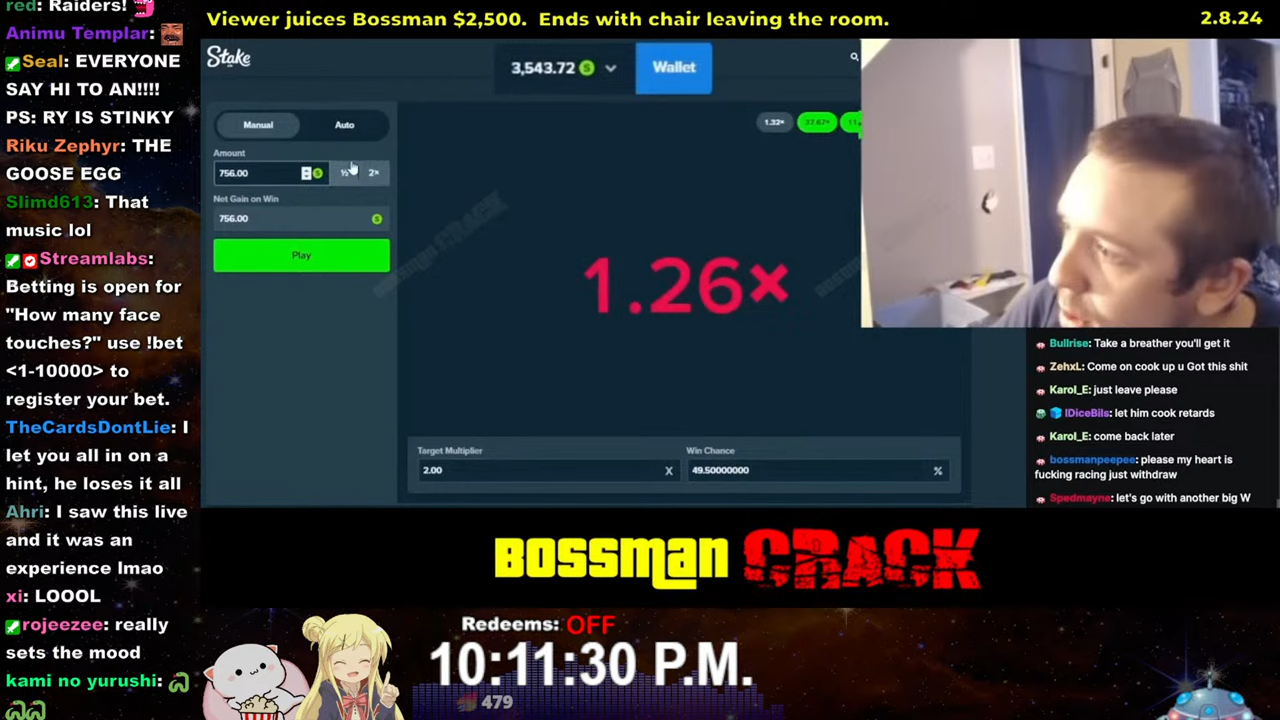 red: Raiders!
Animu Templar:
Seal: EVERYONE
SAY HI TO AN!!!!
PS: RY IS STINKY
Riku Zephyr: THE
GOOSE EGG
Slimd613: That
music lol
Streamlabs:
Betting is open for
"How many face
touches?" use !bet
<1-10000> to
register your bet.
TheCardsDontLie: I
let you all in on a
hint, he loses it all
Ahri: I saw this live
and it was an
experience lmao
xi: LOOOL
rojeezee: really
sets the mood
kami no yurushi:
Viewer juices Bossman $2,500. Ends with chair leaving the room.
2.8.24
Stake
3,543.72
Wallet
Manual
Auto
Amount
756.00
½
2×
Net Gain on Win
756.00
Play
1.32×
37.67×
11.
BOSSMAN CRACK
1.26×
Target Multiplier
2.00
X
Win Chance
49.50000000
%
Bullrise: Take a breather you'll get it
ZehxL: Come on cook up u Got this shit
Karol_E: just leave please
IDiceBils: let him cook retards
Karol_E: come back later
bossmanpeepee: please my heart is
fucking racing just withdraw
Spedmayne: let's go with another big W
BOSSMAN CRACK
Redeems: OFF
10:11:30 P.M.
479